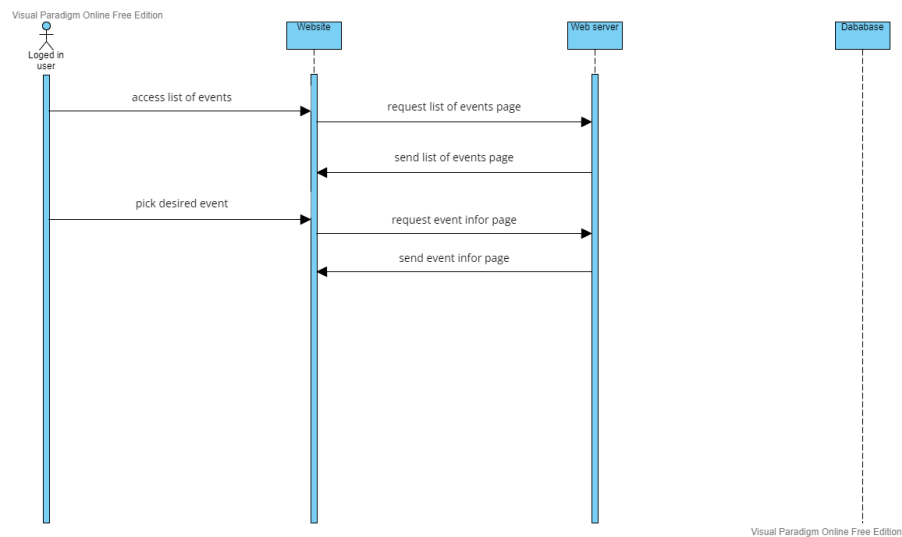 Visual Paradigm Online Free Edition
Website
Web server
Dababase
Loged in
user
access list of events
request list of events page
send list of events page
pick desired event
request event infor page
send event infor page
Visual Paradigm Online Free Edition